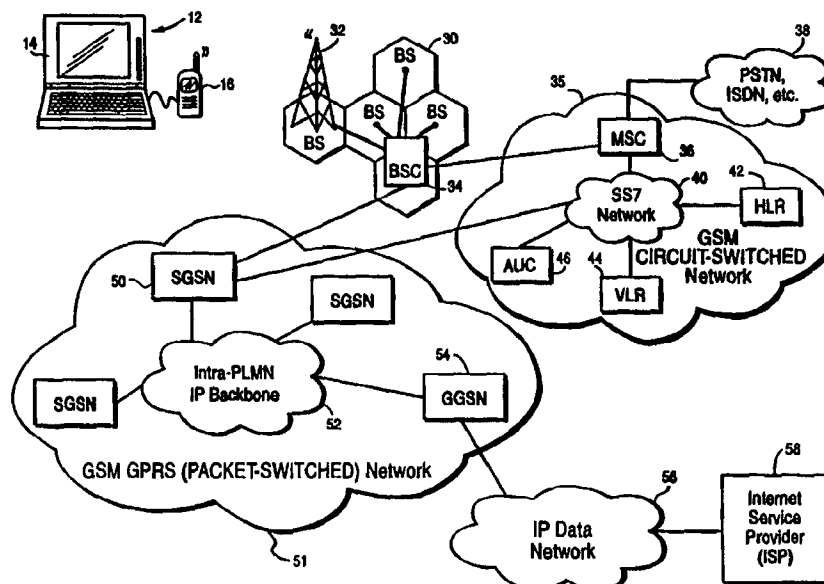 12
14
16
32
30
BS
BS
BS
BS
BSC
34
35
38
PSTN,
ISDN, etc.
MSC
36
40
SS7
Network
42
HLR
GSM
CIRCUIT-SWITCHED
Network
AUC
46
44
VLR
50
SGSN
SGSN
SGSN
Intra-PLMN
IP Backbone
52
54
GGSN
GSM GPRS (PACKET-SWITCHED) Network
51
56
IP Data
Network
58
Internet
Service
Provider
(ISP)